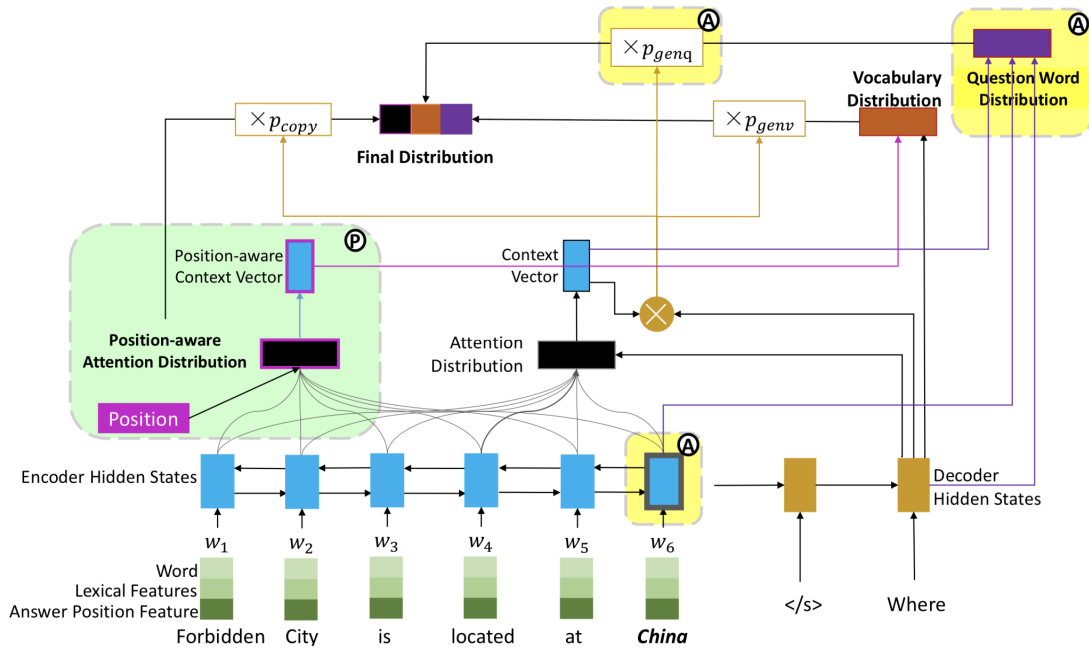 Ⓐ
Ⓐ
× p_genq
Vocabulary
Distribution
Question Word
Distribution
× p_copy
× p_genv
Final Distribution
Ⓟ
Position-aware
Context Vector
Context
Vector
×
Position-aware
Attention Distribution
Attention
Distribution
Position
Ⓐ
Encoder Hidden States
Decoder
Hidden States
w₁ w₂ w₃ w₄ w₅ w₆
Word
Lexical Features
Answer Position Feature
</s> Where
Forbidden City is located at China